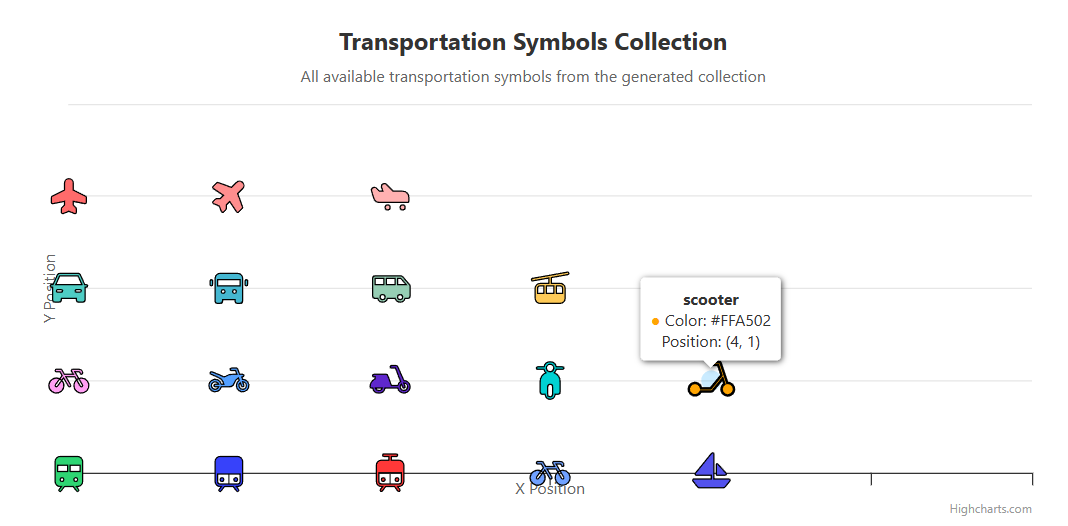 Transportation Symbols Collection
All available transportation symbols from the generated collection
Y Position
scooter
Color: #FFA502
Position: (4, 1)
X Position
Highcharts.com